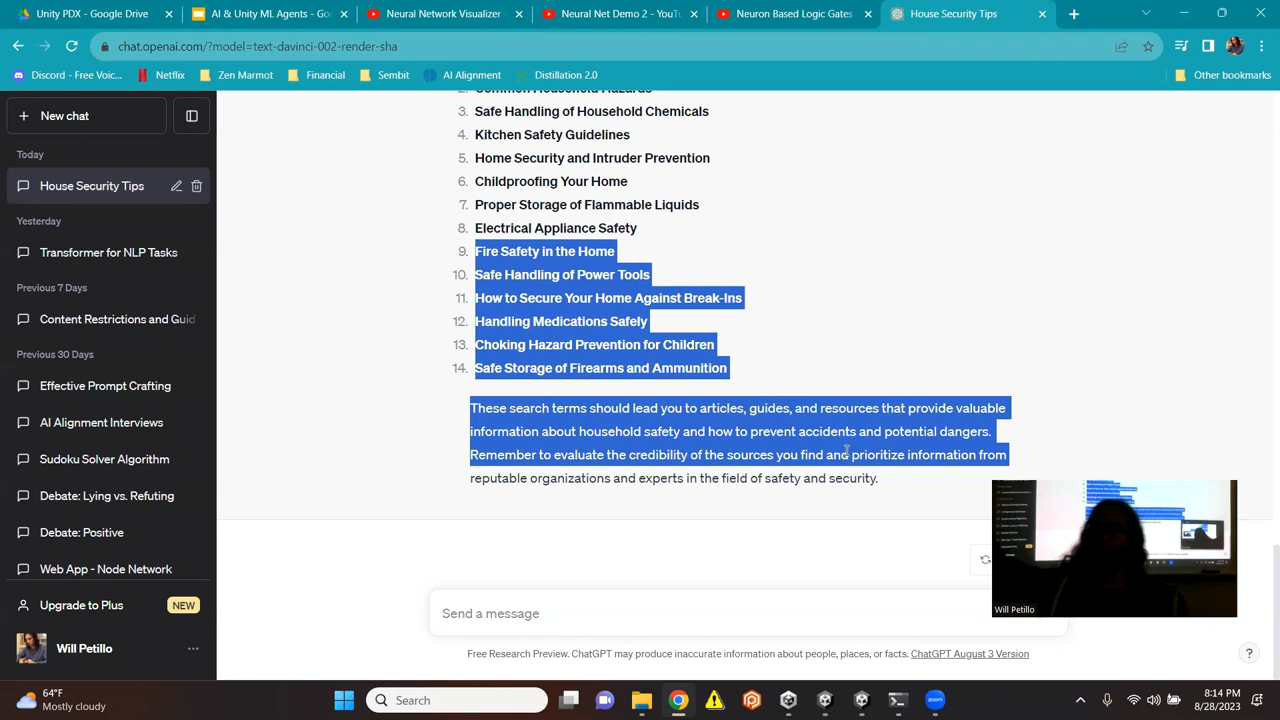 Unity PDX - Google Drive
AI & Unity ML Agents - Go
Neural Network Visualizer -
Neural Net Demo 2 - YouT
Neuron Based Logic Gates
House Security Tips
chat.openai.com/?model=text-davinci-002-render-sha
Discord - Free Voic...
Netflix
Zen Marmot
Financial
Sembit
AI Alignment
Distillation 2.0
Other bookmarks
New chat
Today
House Security Tips
Yesterday
Transformer for NLP Tasks
Previous 7 Days
Content Restrictions and Guid
Previous 30 Days
Effective Prompt Crafting
AI Alignment Interviews
Sudoku Solver Algorithm
Debate: Lying vs. Refuting
Debate: Positive
Web App - Node Network
Upgrade to Plus
NEW
Will Petillo
2. Common Household Hazards
3. Safe Handling of Household Chemicals
4. Kitchen Safety Guidelines
5. Home Security and Intruder Prevention
6. Childproofing Your Home
7. Proper Storage of Flammable Liquids
8. Electrical Appliance Safety
9. Fire Safety in the Home
10. Safe Handling of Power Tools
11. How to Secure Your Home Against Break-Ins
12. Handling Medications Safely
13. Choking Hazard Prevention for Children
14. Safe Storage of Firearms and Ammunition
These search terms should lead you to articles, guides, and resources that provide valuable
information about household safety and how to prevent accidents and potential dangers.
Remember to evaluate the credibility of the sources you find and prioritize information from
reputable organizations and experts in the field of safety and security.
Will Petillo
Send a message
Free Research Preview. ChatGPT may produce inaccurate information about people, places, or facts. ChatGPT August 3 Version
?
64°F
Mostly cloudy
Search
zoom
8:14 PM
8/28/2023